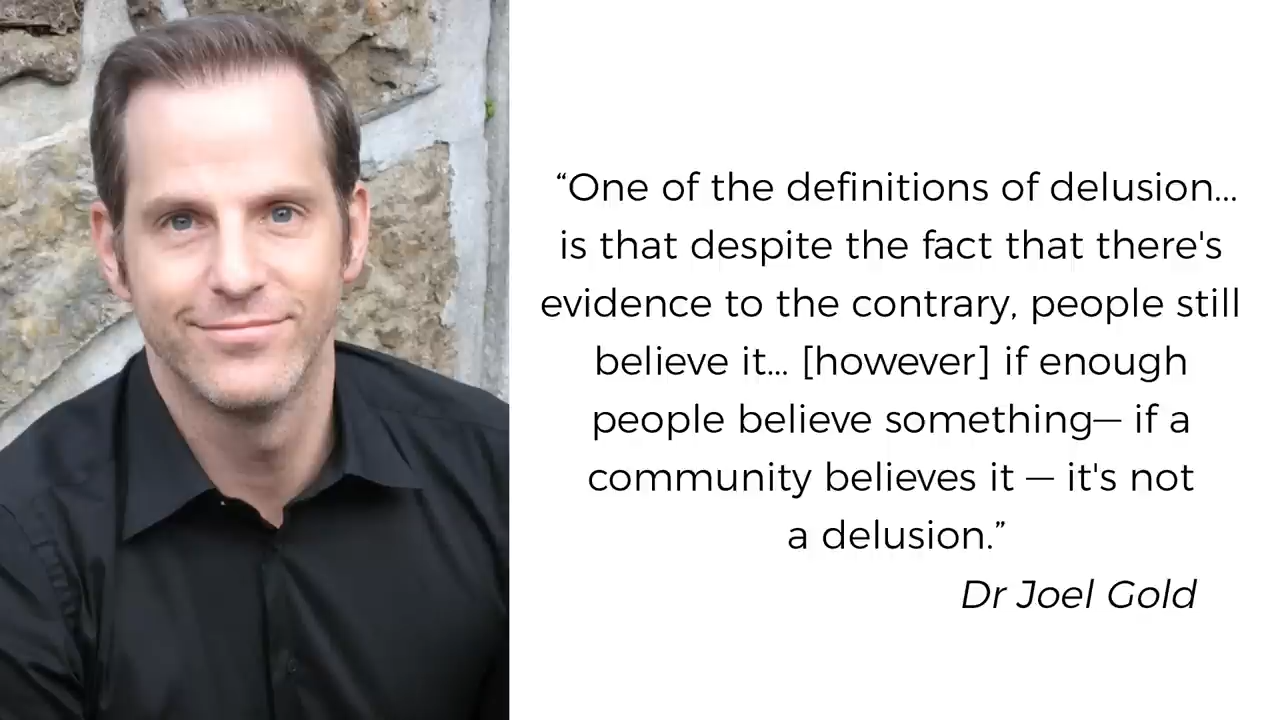 “One of the definitions of delusion...
is that despite the fact that there's
evidence to the contrary, people still
believe it... [however] if enough
people believe something— if a
community believes it — it's not
a delusion.”
Dr Joel Gold